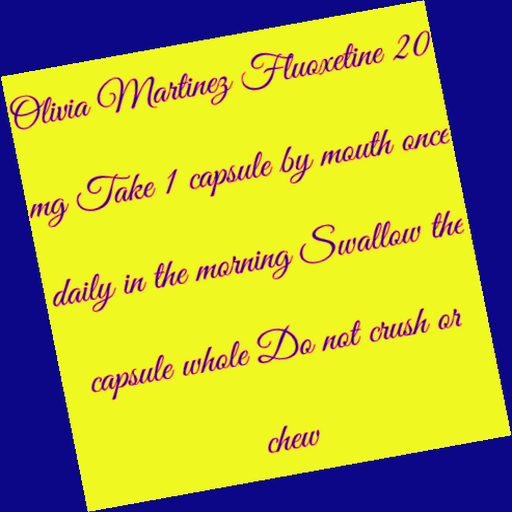 Olivia Martinez Fluoxetine 20
mg Take 1 capsule by mouth once
daily in the morning Swallow the
capsule whole Do not crush or
chew